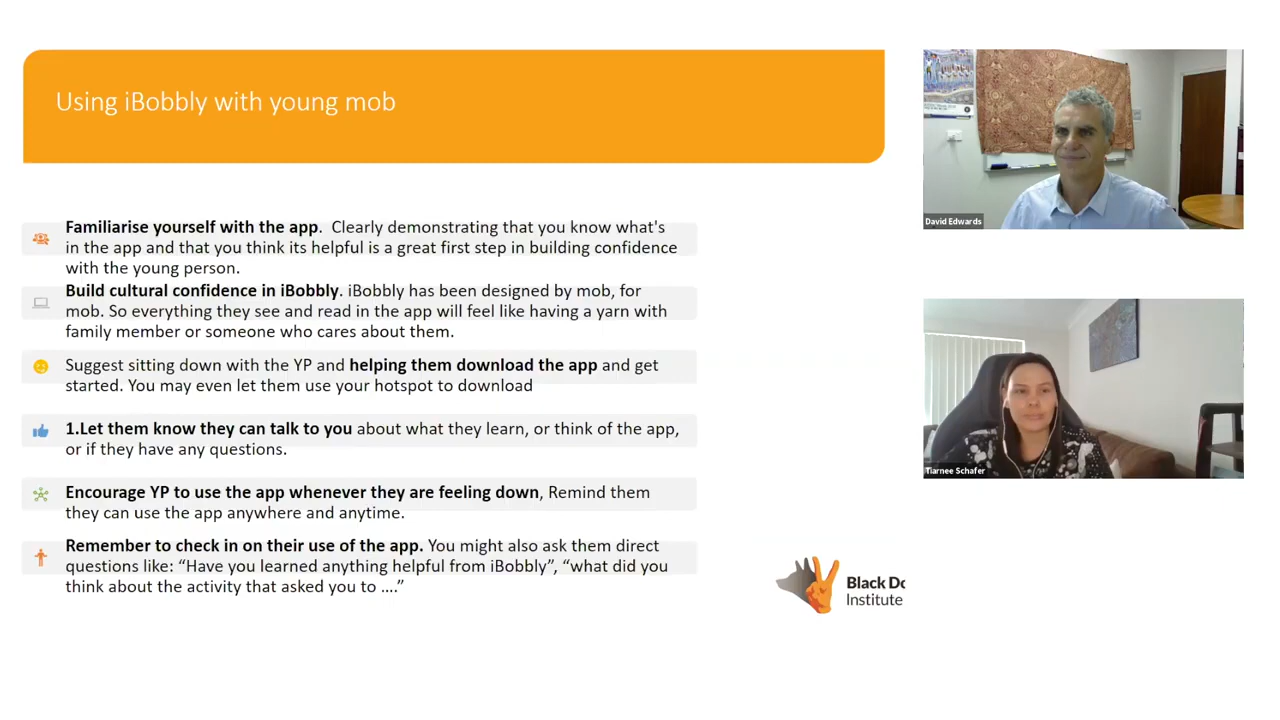 Using iBobbly with young mob
Familiarise yourself with the app.  Clearly demonstrating that you know what's
in the app and that you think its helpful is a great first step in building confidence
with the young person.
Build cultural confidence in iBobbly. iBobbly has been designed by mob, for
mob. So everything they see and read in the app will feel like having a yarn with
family member or someone who cares about them.
Suggest sitting down with the YP and helping them download the app and get
started. You may even let them use your hotspot to download
1.Let them know they can talk to you about what they learn, or think of the app,
or if they have any questions.
Encourage YP to use the app whenever they are feeling down, Remind them
they can use the app anywhere and anytime.
Remember to check in on their use of the app. You might also ask them direct
questions like: “Have you learned anything helpful from iBobbly”, “what did you
think about the activity that asked you to ....”
Black Do
Institute
David Edwards
Tiarnee Schafer